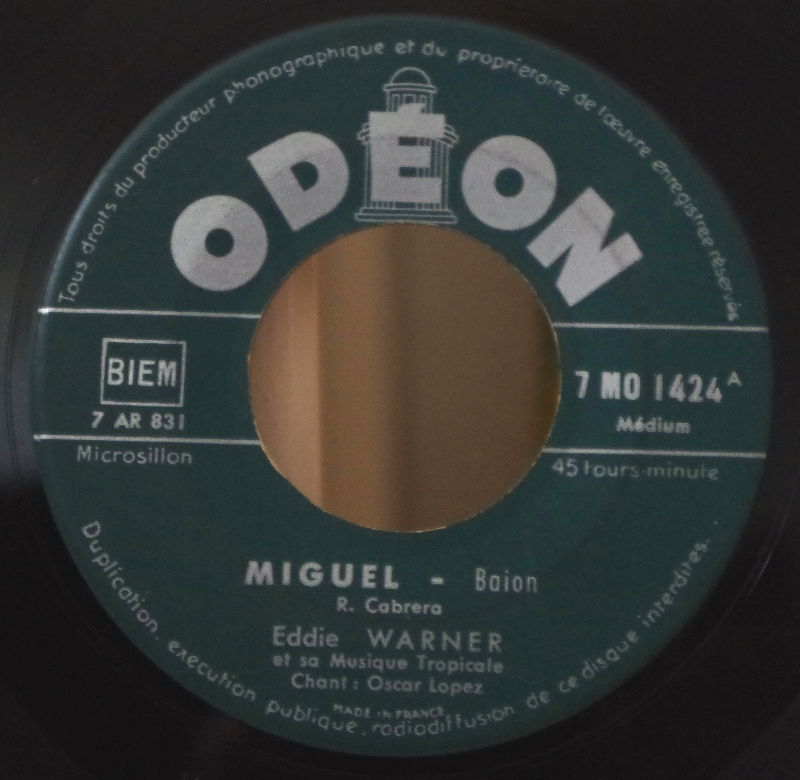 Tous droits du producteur phonographique et du propriétaire de l'œuvre enregistrée réservés
ODÉON
BIEM
7 AR 831
Microsillon
7 MO 1424 A
Médium
45 tours-minute
MIGUEL - Baion
R. Cabrera
Eddie WARNER
et sa Musique Tropicale
Chant : Oscar Lopez
MADE IN FRANCE
Duplication, exécution publique, radiodiffusion de ce disque interdites.